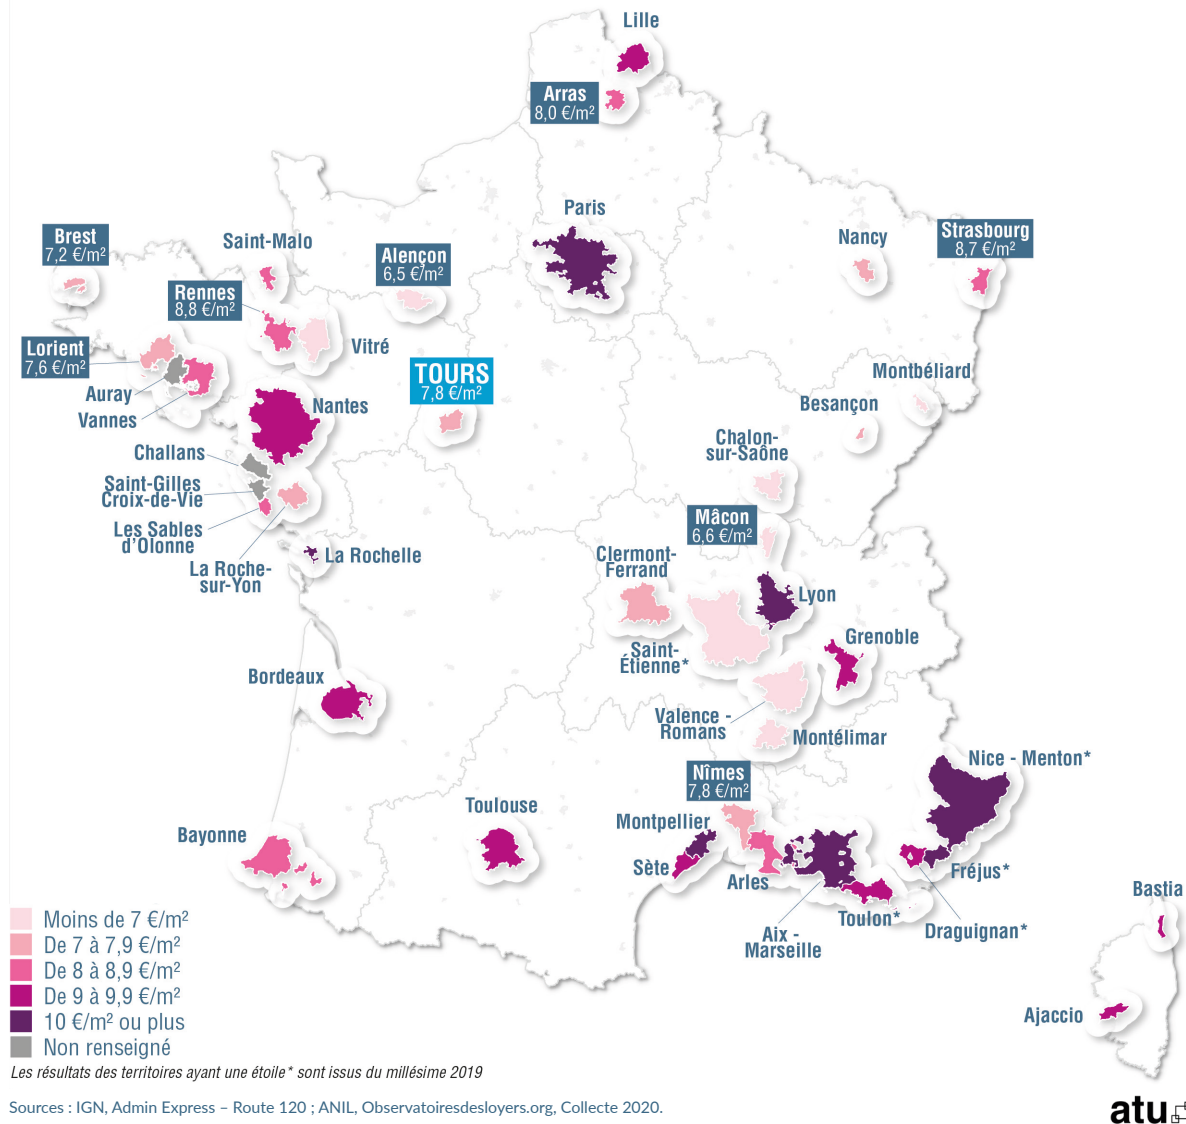 Lille
Arras
8,0 €/m²
Paris
Brest
7,2 €/m²
Saint-Malo
Alençon
6,5 €/m²
Nancy
Strasbourg
8,7 €/m²
Rennes
8,8 €/m²
Vitré
Lorient
7,6 €/m²
Auray
Vannes
TOURS
7,8 €/m²
Nantes
Montbéliard
Besançon
Challans
Chalon-
sur-Saône
Saint-Gilles
Croix-de-Vie
Les Sables
d'Olonne
La Roche-
sur-Yon
La Rochelle
Mâcon
6,6 €/m²
Clermont-
Ferrand
Lyon
Saint-
Étienne*
Grenoble
Bordeaux
Valence -
Romans
Montélimar
Nîmes
7,8 €/m²
Nice - Menton*
Toulouse
Montpellier
Bayonne
Sète
Arles
Fréjus*
Toulon*
Draguignan*
Aix -
Marseille
Bastia
Ajaccio
Moins de 7 €/m²
De 7 à 7,9 €/m²
De 8 à 8,9 €/m²
De 9 à 9,9 €/m²
10 €/m² ou plus
Non renseigné
Les résultats des territoires ayant une étoile* sont issus du millésime 2019
Sources : IGN, Admin Express – Route 120 ; ANIL, Observatoiresdesloyers.org, Collecte 2020.
atu